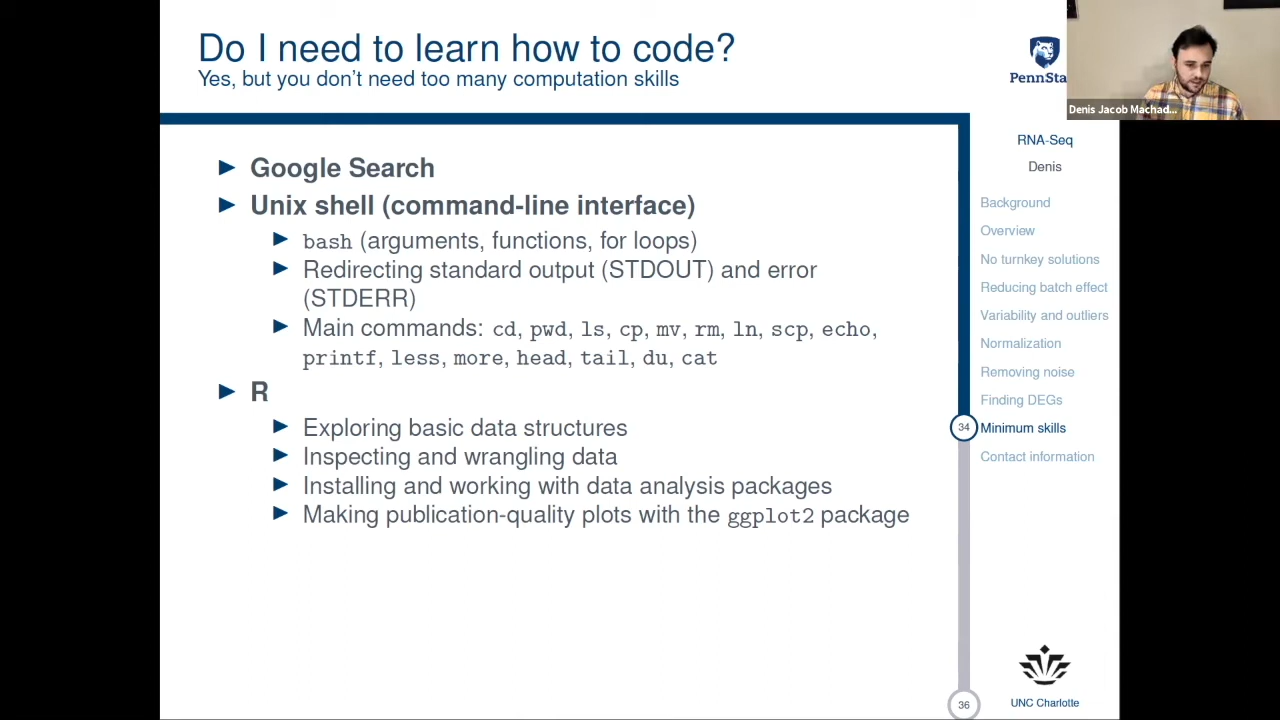 Do I need to learn how to code?
Yes, but you don't need too many computation skills
Google Search
Unix shell (command-line interface)
bash (arguments, functions, for loops)
Redirecting standard output (STDOUT) and error
(STDERR)
Main commands: cd, pwd, ls, cp, mv, rm, ln, scp, echo,
printf, less, more, head, tail, du, cat
R
Exploring basic data structures
Inspecting and wrangling data
Installing and working with data analysis packages
Making publication-quality plots with the ggplot2 package
PennSta
Denis Jacob Machad...
RNA-Seq
Denis
Background
Overview
No turnkey solutions
Reducing batch effect
Variability and outliers
Normalization
Removing noise
Finding DEGs
34
Minimum skills
Contact information
36
UNC Charlotte